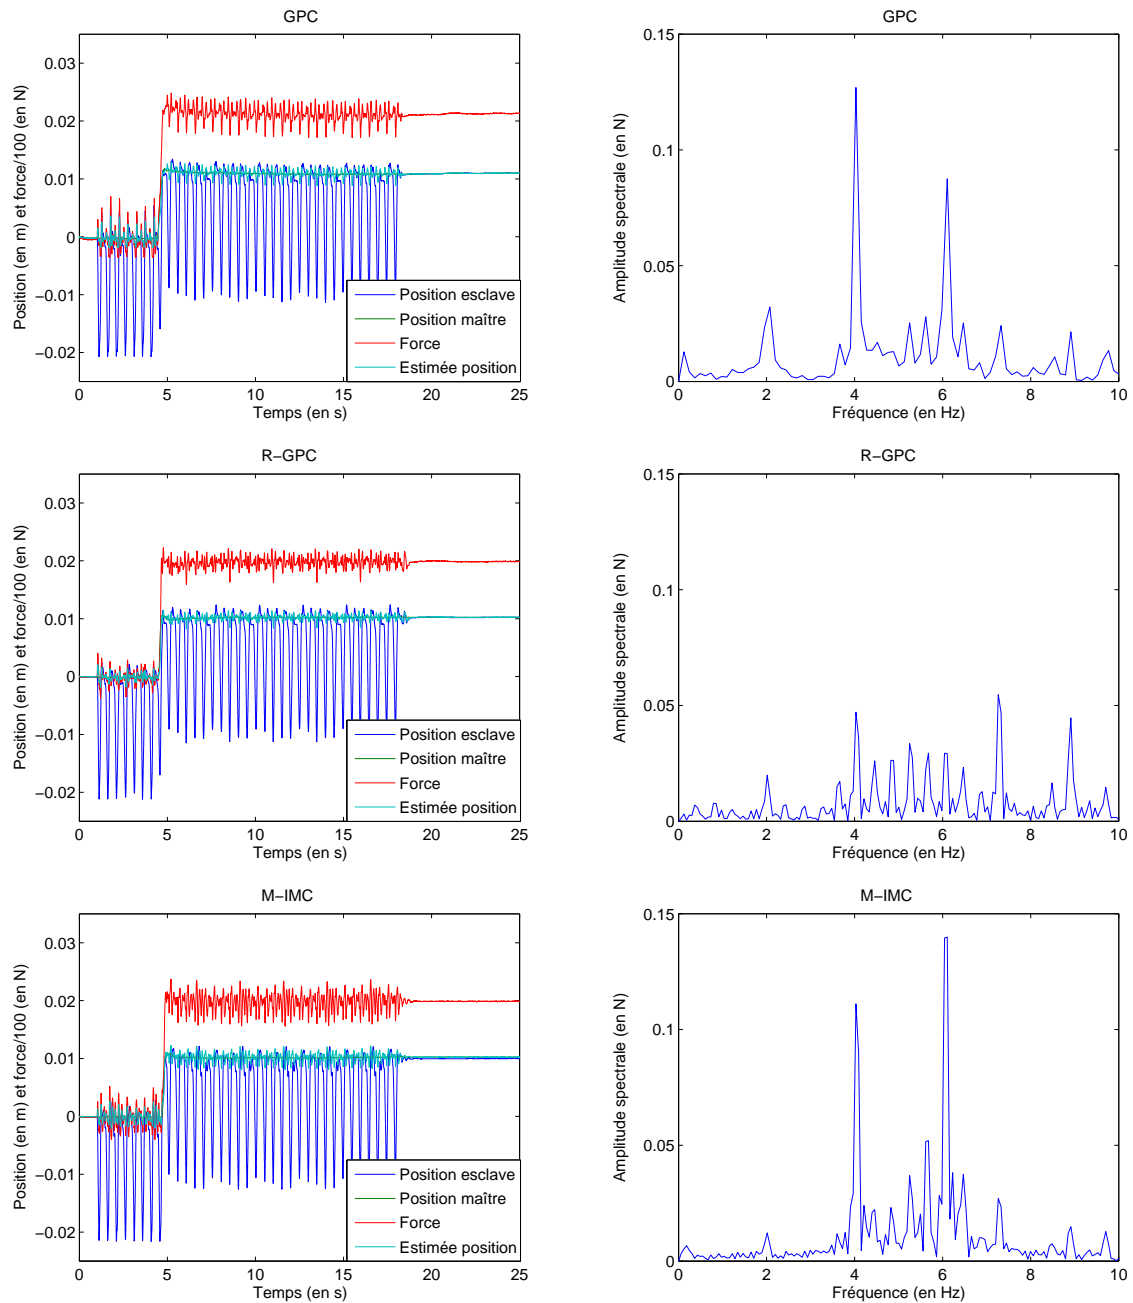 GPC
Position (en m) et force/100 (en N)
0.03
0.02
0.01
0
−0.01
−0.02
0
5
10
15
20
25
Temps (en s)
Position esclave
Position maître
Force
Estimée position
GPC
Amplitude spectrale (en N)
0.15
0.1
0.05
0
0
2
4
6
8
10
Fréquence (en Hz)
R−GPC
Position (en m) et force/100 (en N)
0.03
0.02
0.01
0
−0.01
−0.02
0
5
10
15
20
25
Temps (en s)
Position esclave
Position maître
Force
Estimée position
R−GPC
Amplitude spectrale (en N)
0.15
0.1
0.05
0
0
2
4
6
8
10
Fréquence (en Hz)
M−IMC
Position (en m) et force/100 (en N)
0.03
0.02
0.01
0
−0.01
−0.02
0
5
10
15
20
25
Temps (en s)
Position esclave
Position maître
Force
Estimée position
M−IMC
Amplitude spectrale (en N)
0.15
0.1
0.05
0
0
2
4
6
8
10
Fréquence (en Hz)